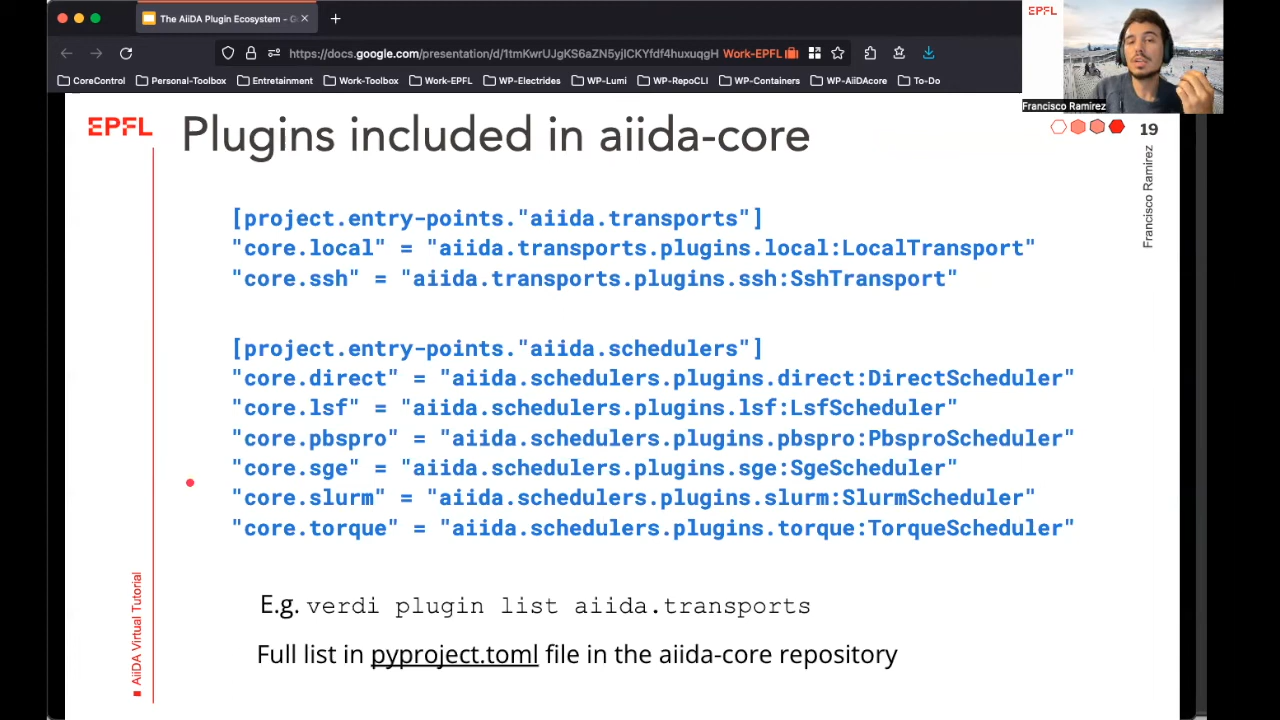 The AiiDA Plugin Ecosystem - G
https://docs.google.com/presentation/d/1tmKwrUJgKS6aZN5yjICKYfdf4huxuqgH Work-EPFL
CoreControl Personal-Toolbox Entretainment Work-Toolbox Work-EPFL WP-Electrides WP-Lumi WP-RepoCLI WP-Containers WP-AiiDAcore To-Do
EPFL
Francisco Ramirez
EPFL
Plugins included in aiida-core
19
Francisco Ramirez
[project.entry-points."aiida.transports"]
"core.local" = "aiida.transports.plugins.local:LocalTransport"
"core.ssh" = "aiida.transports.plugins.ssh:SshTransport"
[project.entry-points."aiida.schedulers"]
"core.direct" = "aiida.schedulers.plugins.direct:DirectScheduler"
"core.lsf" = "aiida.schedulers.plugins.lsf:LsfScheduler"
"core.pbspro" = "aiida.schedulers.plugins.pbspro:PbsproScheduler"
"core.sge" = "aiida.schedulers.plugins.sge:SgeScheduler"
"core.slurm" = "aiida.schedulers.plugins.slurm:SlurmScheduler"
"core.torque" = "aiida.schedulers.plugins.torque:TorqueScheduler"
E.g. verdi plugin list aiida.transports
Full list in pyproject.toml file in the aiida-core repository
AiiDA Virtual Tutorial